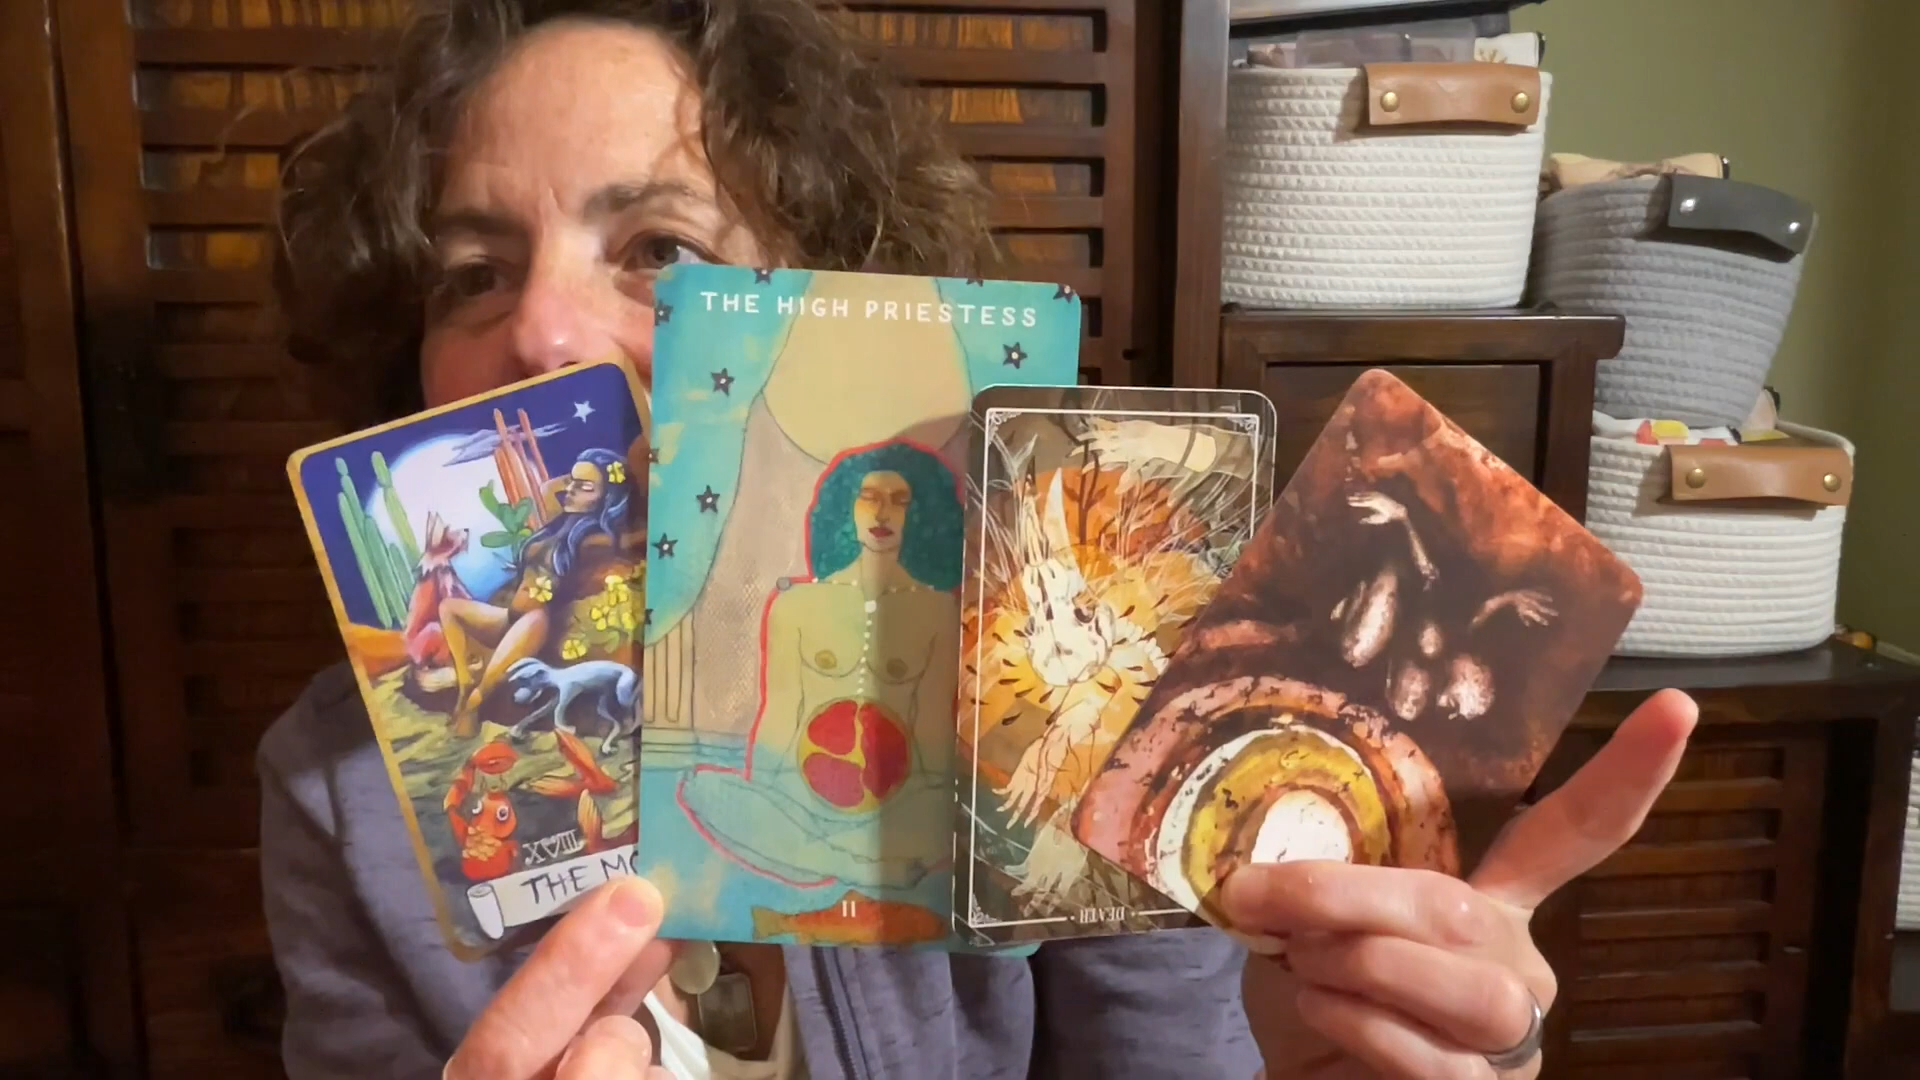 THE HIGH PRIESTESS
XVIII
THE MO
II
DEATH